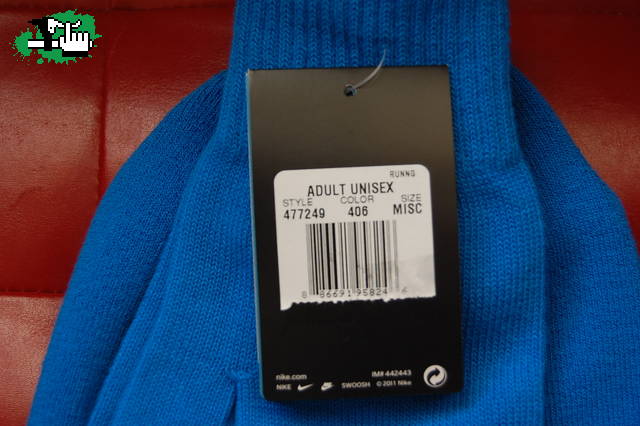 RUNNG
ADULT UNISEX
STYLE COLOR SIZE
477249 406 MISC
nike.com IM# 442443
NIKE SWOOSH © 2011 Nike